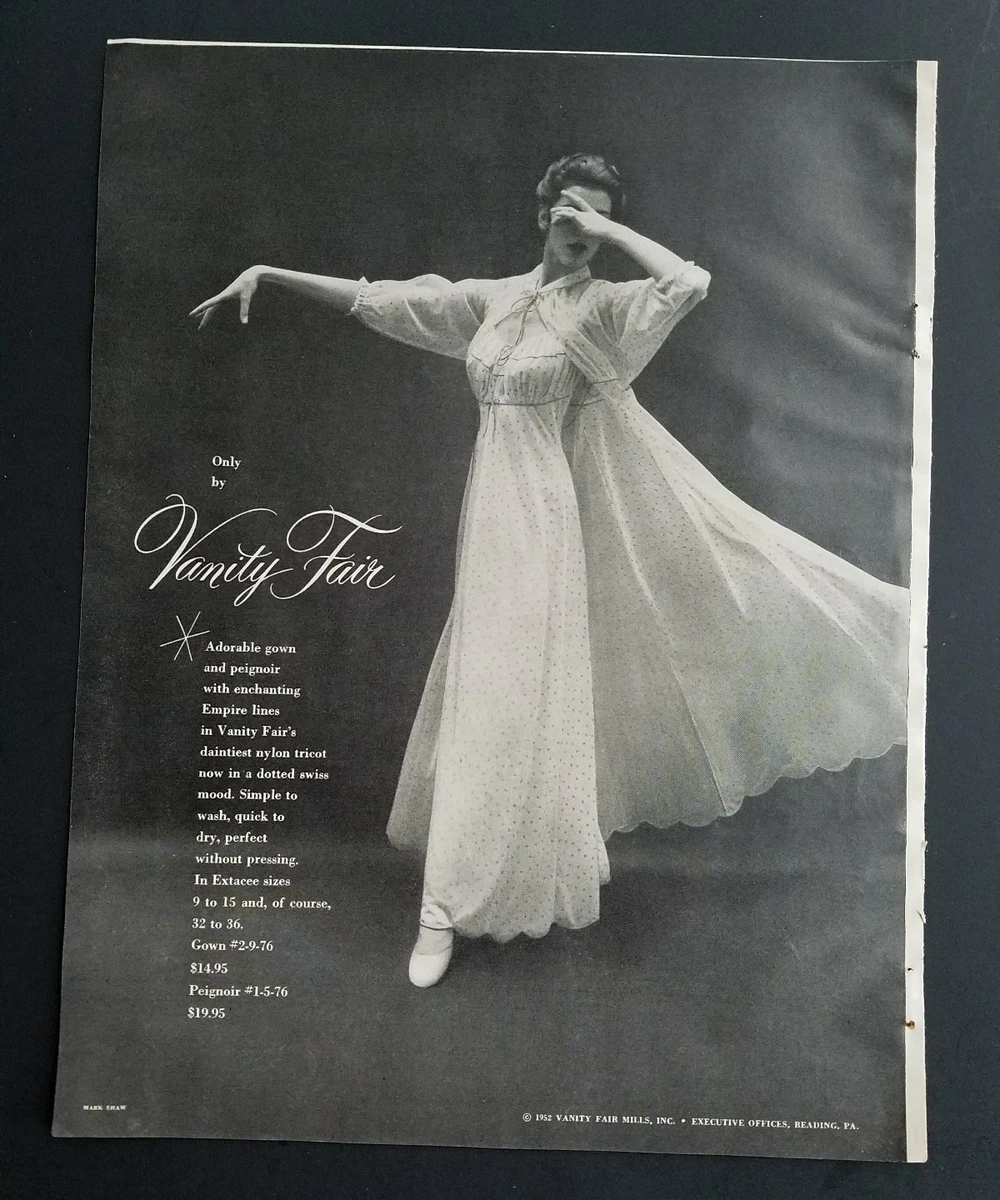 Only
by
Vanity Fair
Adorable gown
and peignoir
with enchanting
Empire lines
in Vanity Fair's
daintiest nylon tricot
now in a dotted swiss
mood. Simple to
wash, quick to
dry, perfect
without pressing.
In Extacee sizes
9 to 15 and, of course,
32 to 36.
Gown #2-9-76
$14.95
Peignoir #1-5-76
$19.95
MARK SHAW
© 1952 VANITY FAIR MILLS, INC. • EXECUTIVE OFFICES, READING, PA.